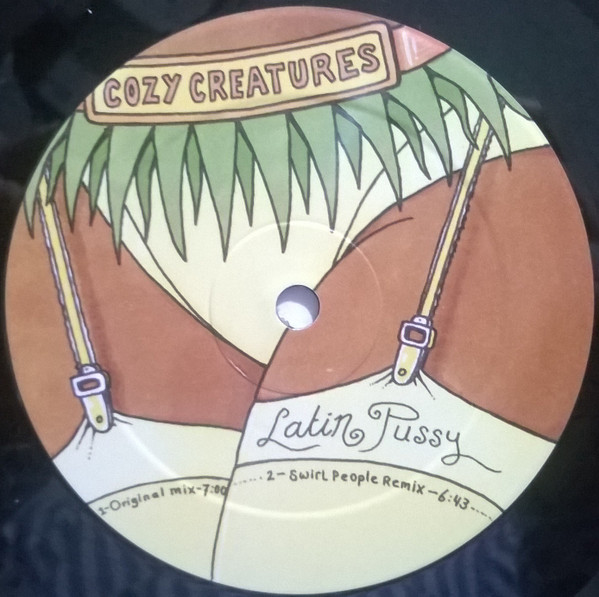 COZY CREATURES
Latin Pussy
1-Original mix-7:00
2- Swirl People Remix -6:43